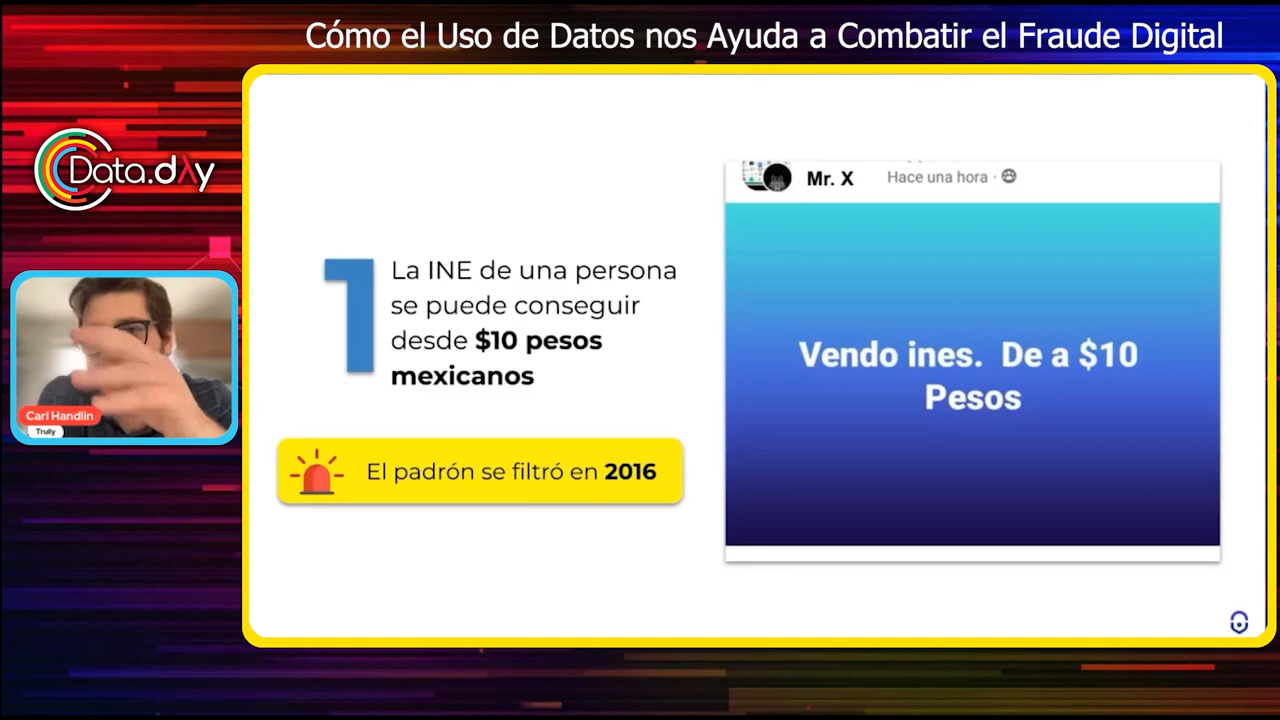 Cómo el Uso de Datos nos Ayuda a Combatir el Fraude Digital
Data.dAy
Carl Handlin
Trully
1
La INE de una persona
se puede conseguir
desde $10 pesos
mexicanos
El padrón se filtró en 2016
Mr. X
Hace una hora ·
Vendo ines. De a $10
Pesos